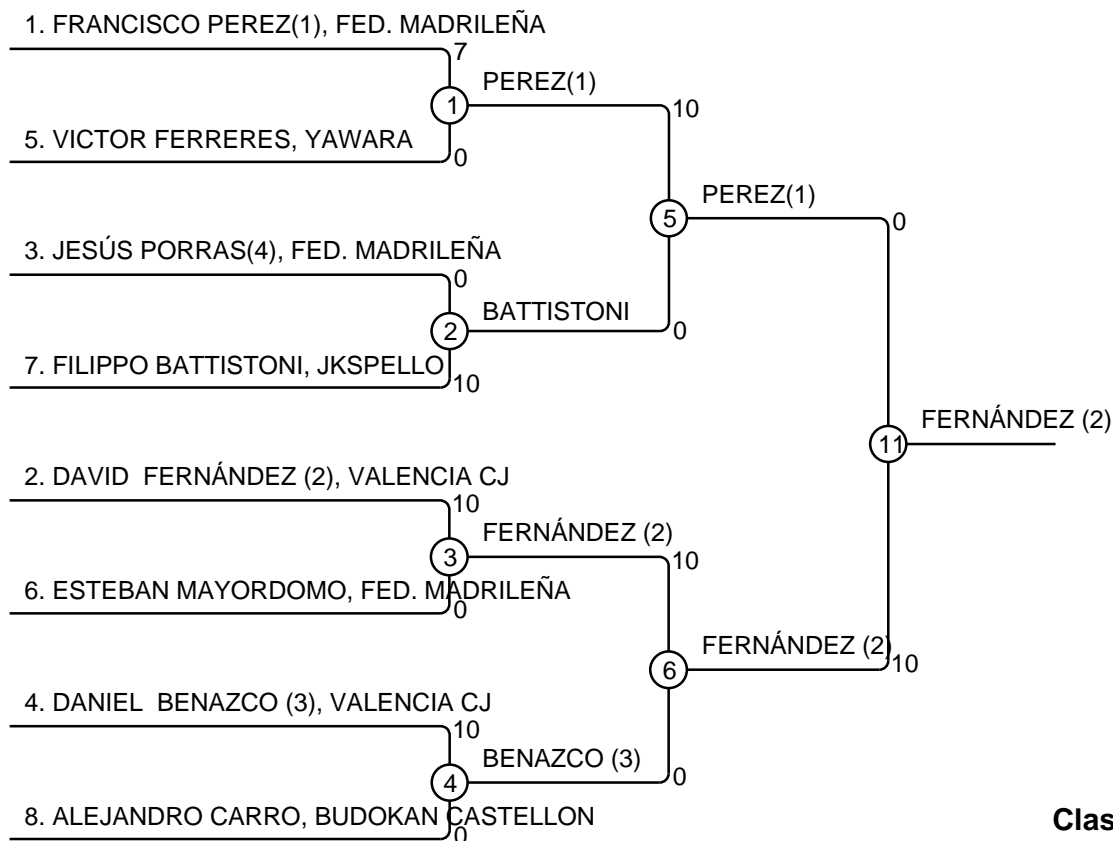 1. FRANCISCO PEREZ(1), FED. MADRILEÑA
7
PEREZ(1)
1
10
5. VICTOR FERRERES, YAWARA
0
PEREZ(1)
5
0
3. JESÚS PORRAS(4), FED. MADRILEÑA
0
BATTISTONI
2
0
7. FILIPPO BATTISTONI, JKSPELLO
10
FERNÁNDEZ (2)
11
2. DAVID  FERNÁNDEZ (2), VALENCIA CJ
10
FERNÁNDEZ (2)
3
10
6. ESTEBAN MAYORDOMO, FED. MADRILEÑA
0
FERNÁNDEZ (2)
6
10
4. DANIEL  BENAZCO (3), VALENCIA CJ
10
BENAZCO (3)
4
0
8. ALEJANDRO CARRO, BUDOKAN CASTELLON
0
Clas